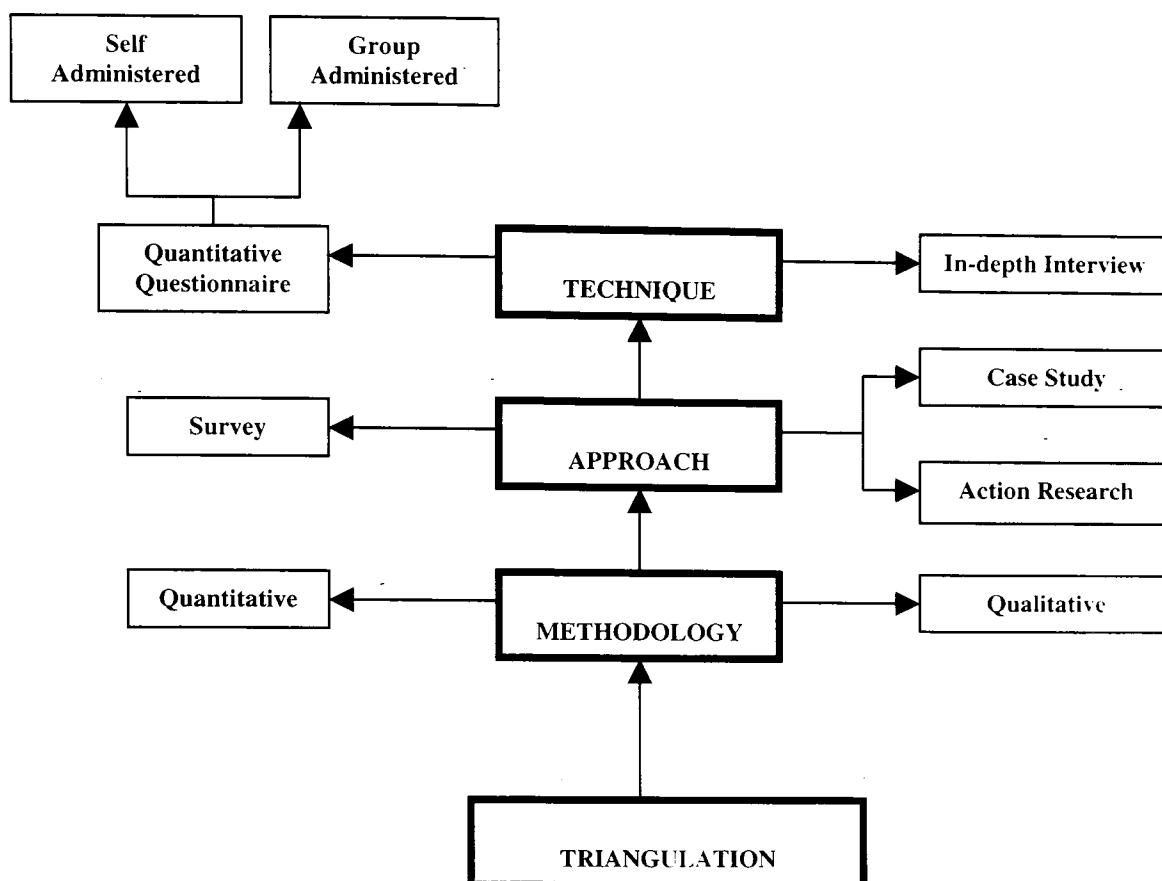 Self
Administered
Group
Administered
Quantitative
Questionnaire
TECHNIQUE
In-depth Interview
Case Study
Survey
APPROACH
Action Research
Quantitative
METHODOLOGY
Qualitative
TRIANGULATION